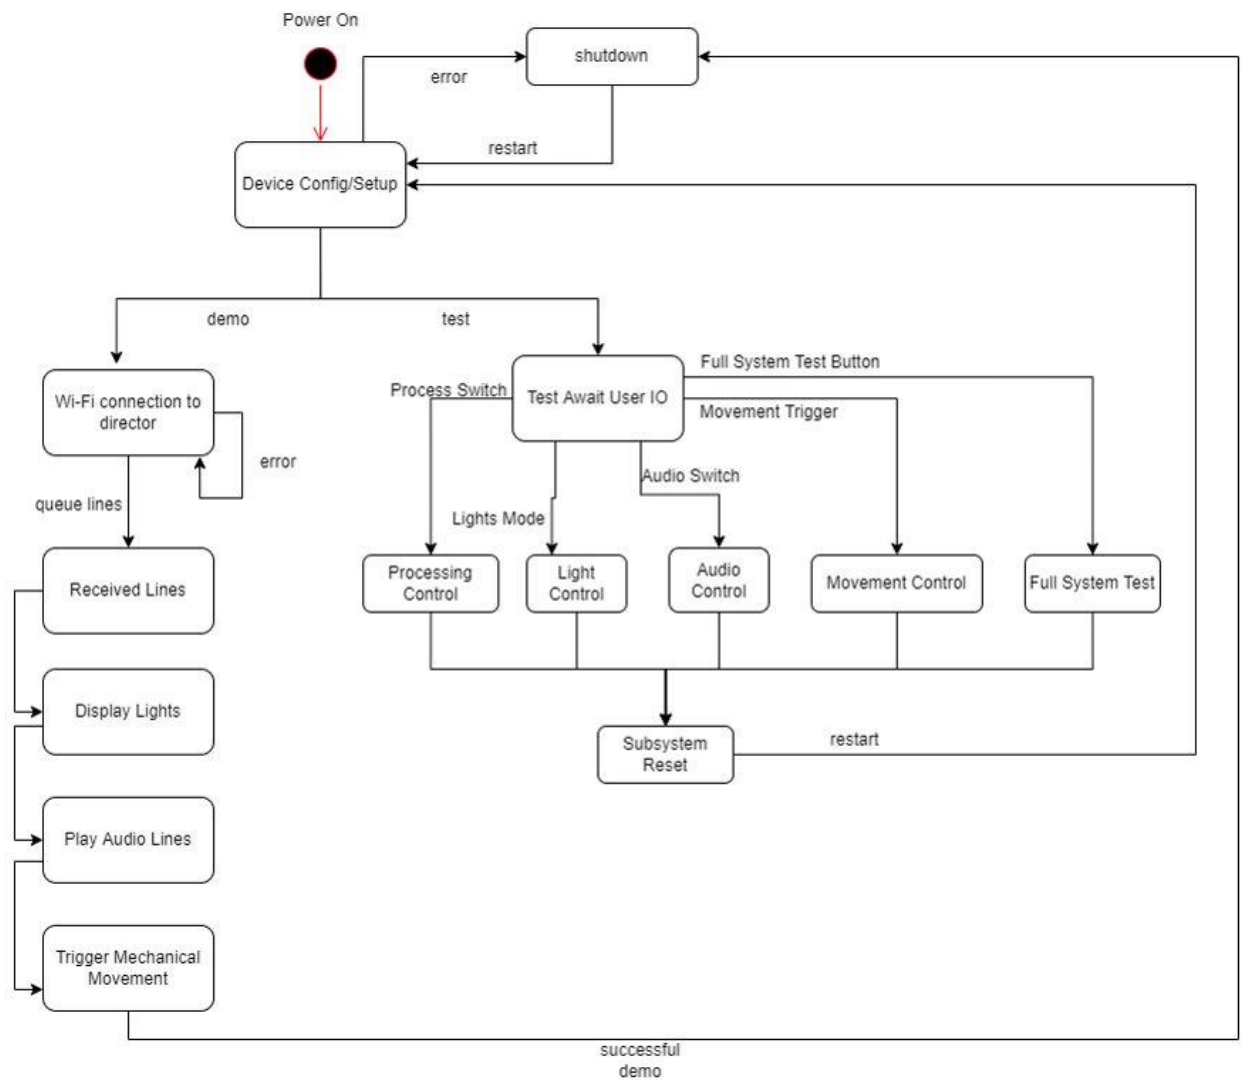 Power On
shutdown
error
restart
Device Config/Setup
demo
test
Full System Test Button
Process Switch
Test Await User IO
Wi-Fi connection to
director
Movement Trigger
error
Audio Switch
queue lines
Lights Mode
Received Lines
Processing
Control
Light
Control
Audio
Control
Movement Control
Full System Test
Display Lights
Subsystem
Reset
restart
Play Audio Lines
Trigger Mechanical
Movement
successful
demo